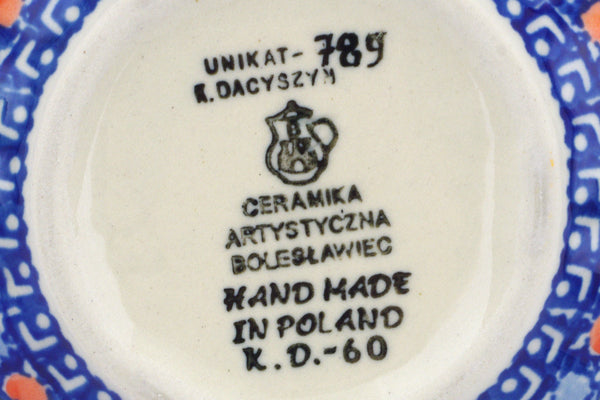 UNIKAT- 789
K. DACYSZYN
CERAMIKA
ARTYSTYCZNA
BOLESŁAWIEC
HAND MADE
IN POLAND
K. D.-60